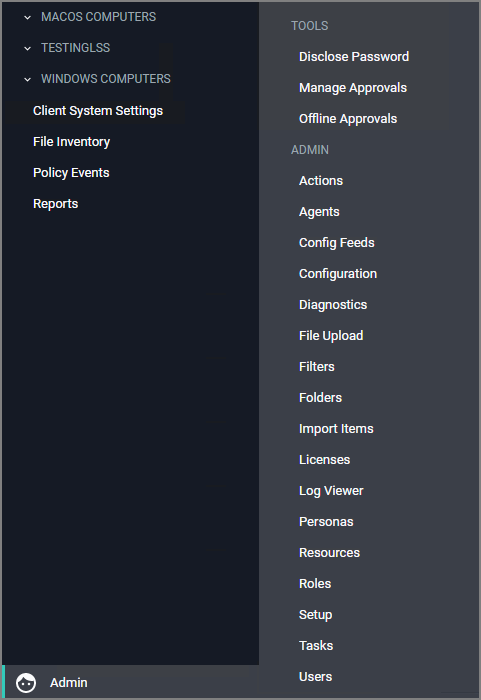 MACOS COMPUTERS
TESTINGLSS
WINDOWS COMPUTERS
Client System Settings
File Inventory
Policy Events
Reports
Admin
TOOLS
Disclose Password
Manage Approvals
Offline Approvals
ADMIN
Actions
Agents
Config Feeds
Configuration
Diagnostics
File Upload
Filters
Folders
Import Items
Licenses
Log Viewer
Personas
Resources
Roles
Setup
Tasks
Users